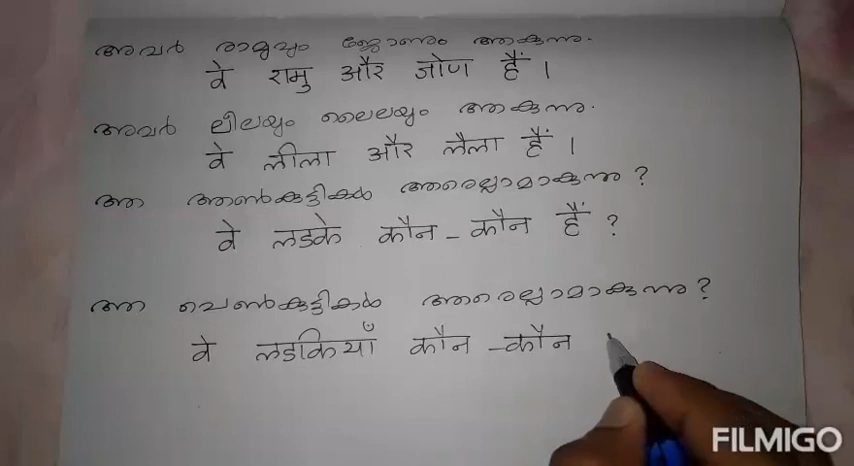 അവർ രാമുവും ജോണും ആകുന്നു.
वे रामु और जोण हैं ।
അവർ ലീലയും ലൈലയും ആകുന്നു.
वे लीला और लैला हैं ।
ആ ആൺകുട്ടികൾ ആരെല്ലാമാകുന്നു ?
वे लडके कौन - कौन हैं ?
ആ പെൺകുട്ടികൾ ആരെല്ലാമാകുന്നു ?
वे लडकियाँ कौन - कौन
FILMIGO